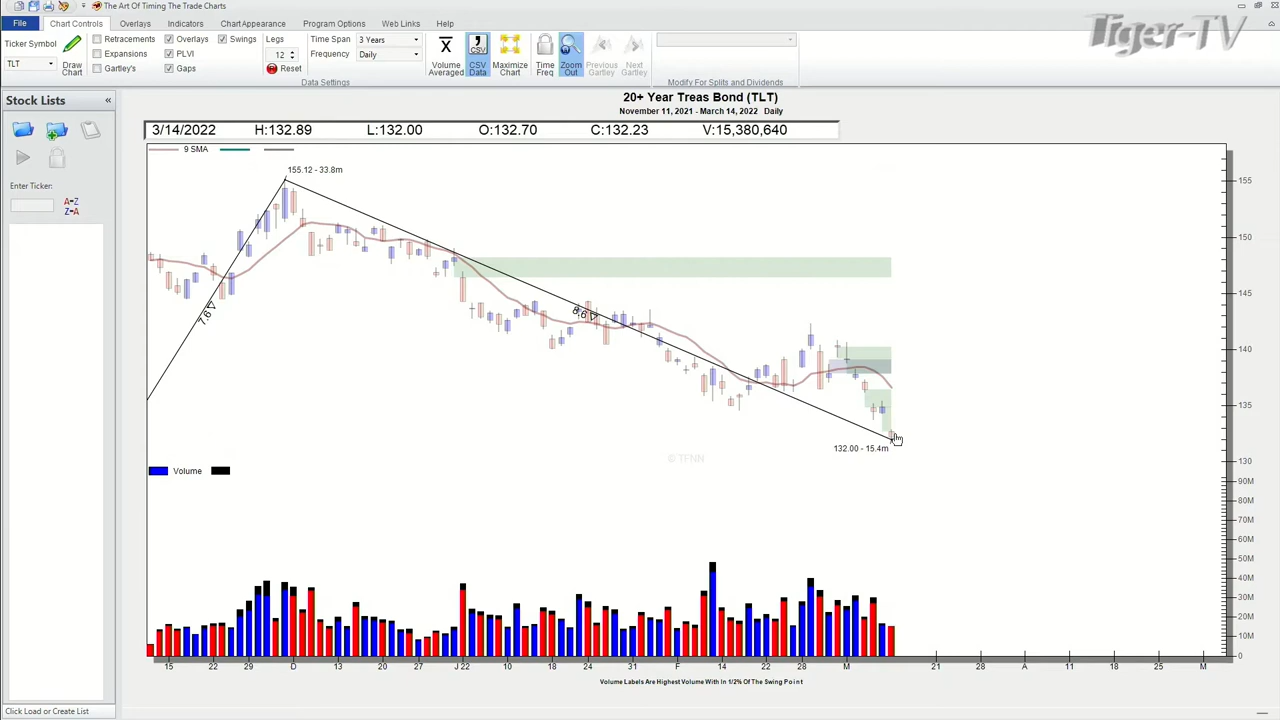 The Art Of Timing The Trade Charts
Tiger-TV
File Chart Controls Overlays Indicators Chart Appearance Program Options Web Links Help
Ticker Symbol
TLT
Draw Chart
Retracements Overlays Swings
Expansions PLVI
Gartley's Gaps
Legs
12
Reset
Time Span 3 Years
Frequency Daily
Data Settings
Volume Averaged
CSV Data
Maximize Chart
Time Freq
Zoom Out
Previous Gartley
Next Gartley
Modify For Splits and Dividends
Stock Lists «
Enter Ticker:
A-Z
Z-A
20+ Year Treas Bond (TLT)
November 11, 2021 - March 14, 2022 Daily
3/14/2022 H:132.89 L:132.00 O:132.70 C:132.23 V:15,380,640
9 SMA
155.12 - 33.8m
7.6
8.6
132.00 - 15.4m
© TFNN
Volume
155
150
145
140
135
130
90M
80M
70M
60M
50M
40M
30M
20M
10M
0
15 22 29 D 13 20 27 J 22 10 18 24 31 F 14 22 28 M 21 28 A 11 18 25 M
Volume Labels Are Highest Volume With In 1/2% Of The Swing Point
Click Load or Create List